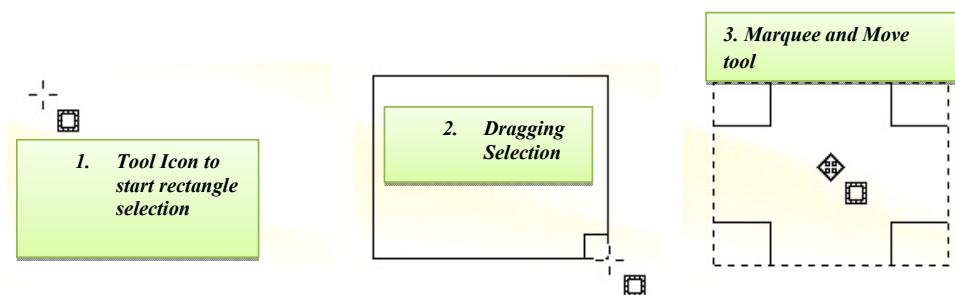 1. Tool Icon to
start rectangle
selection
2. Dragging
Selection
3. Marquee and Move
tool